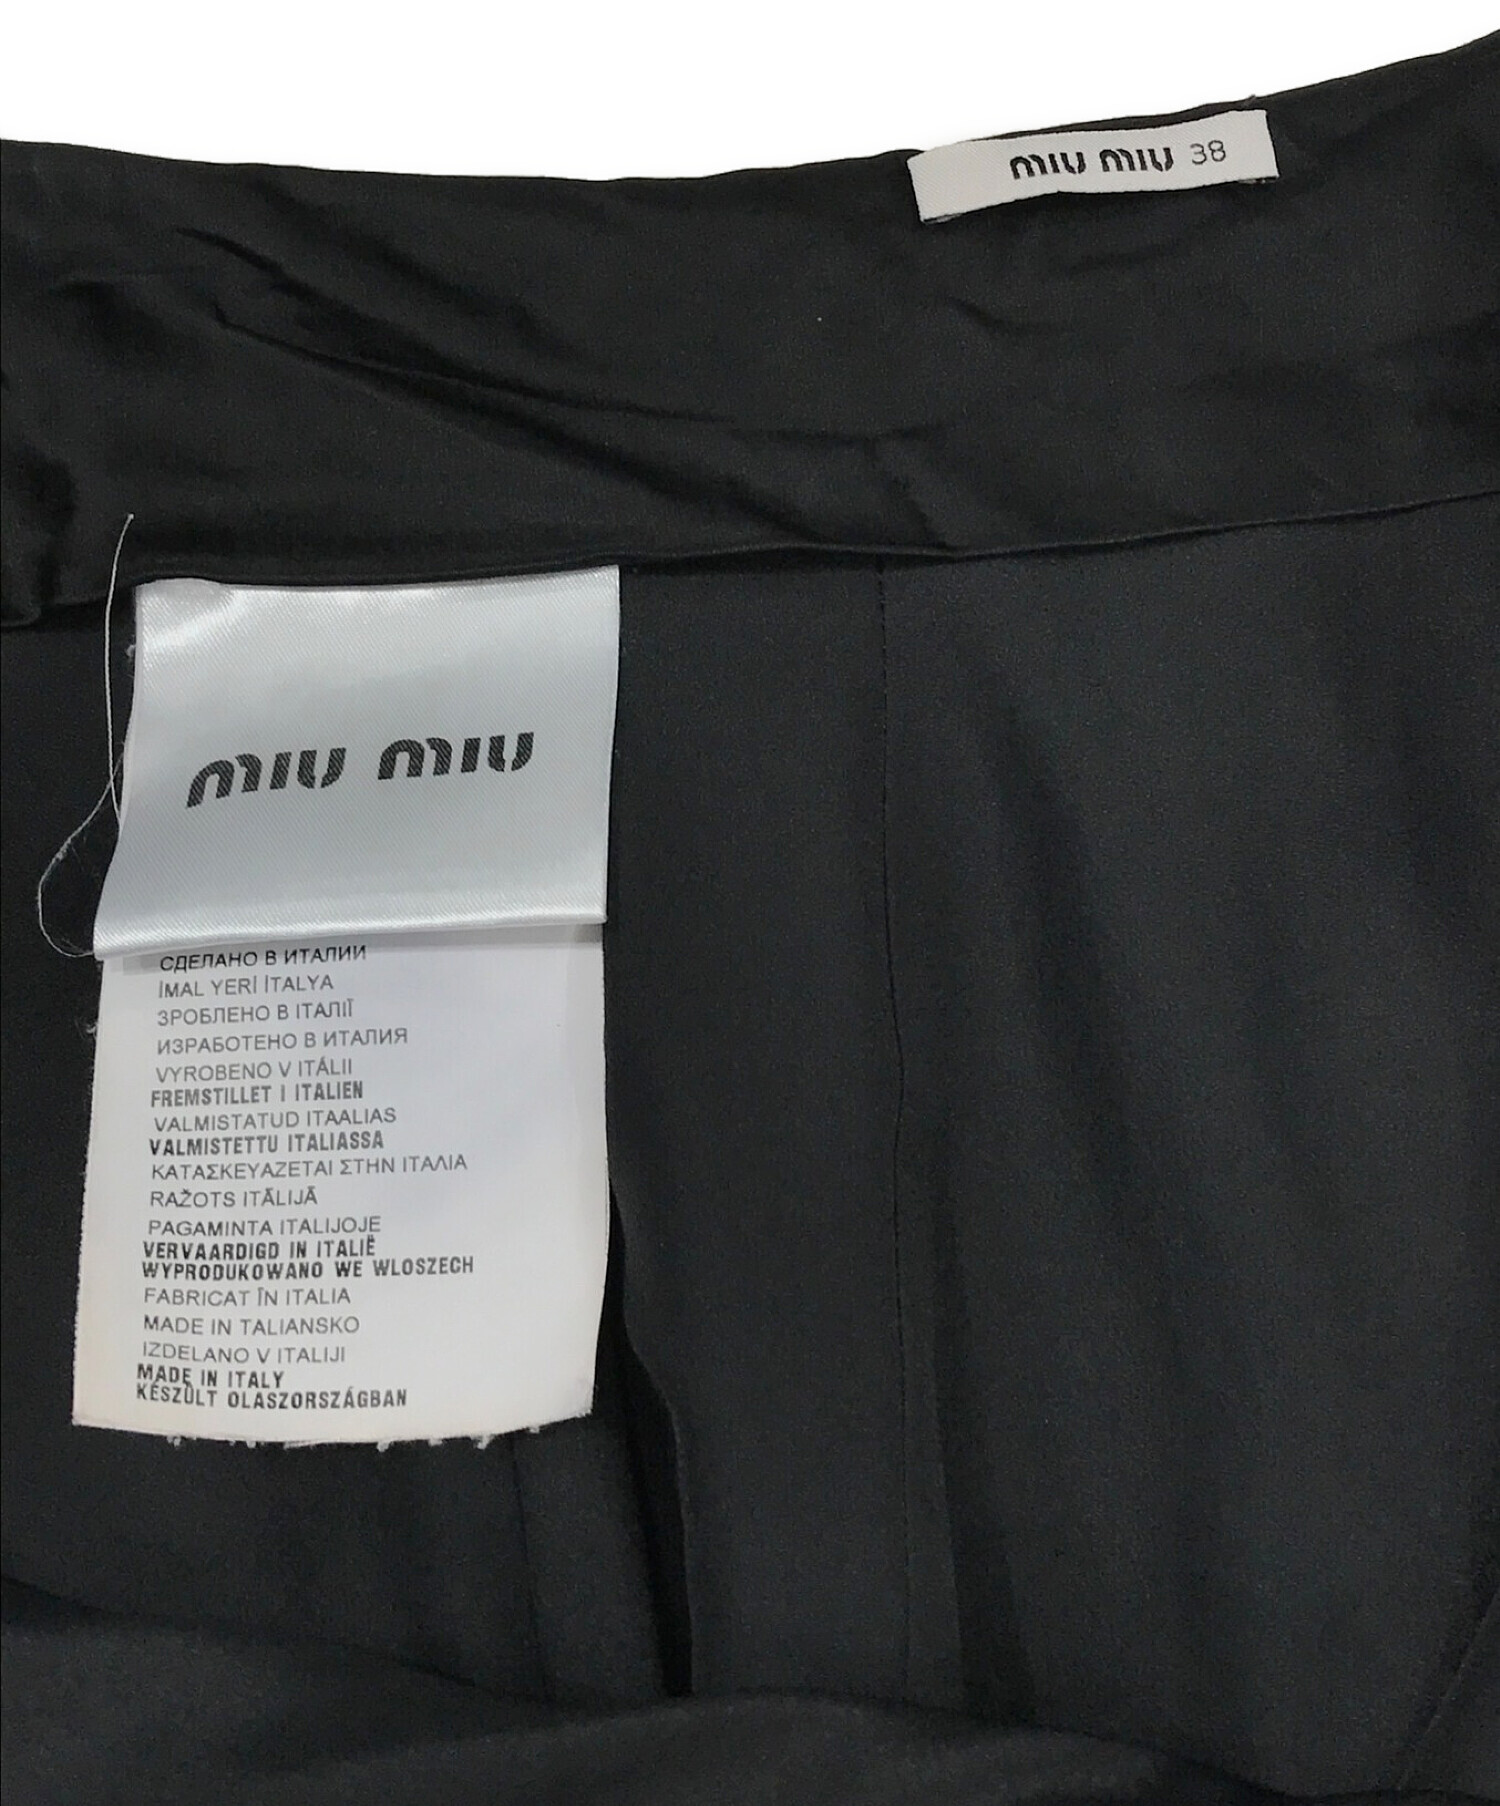 miu miu 38
miu miu
СДЕЛАНО В ИТАЛИИ
İMAL YERİ İTALYA
ЗРОБЛЕНО В ІТАЛІЇ
ИЗРАБОТЕНО В ИТАЛИЯ
VYROBENO V ITÁLII
FREMSTILLET I ITALIEN
VALMISTATUD ITAALIAS
VALMISTETTU ITALIASSA
ΚΑΤΑΣΚΕΥΑΖΕΤΑΙ ΣΤΗΝ ΙΤΑΛΙΑ
RAŽOTS ITĀLIJĀ
PAGAMINTA ITALIJOJE
VERVAARDIGD IN ITALIË
WYPRODUKOWANO WE WLOSZECH
FABRICAT ÎN ITALIA
MADE IN TALIANSKO
IZDELANO V ITALIJI
MADE IN ITALY
KÉSZÜLT OLASZORSZÁGBAN